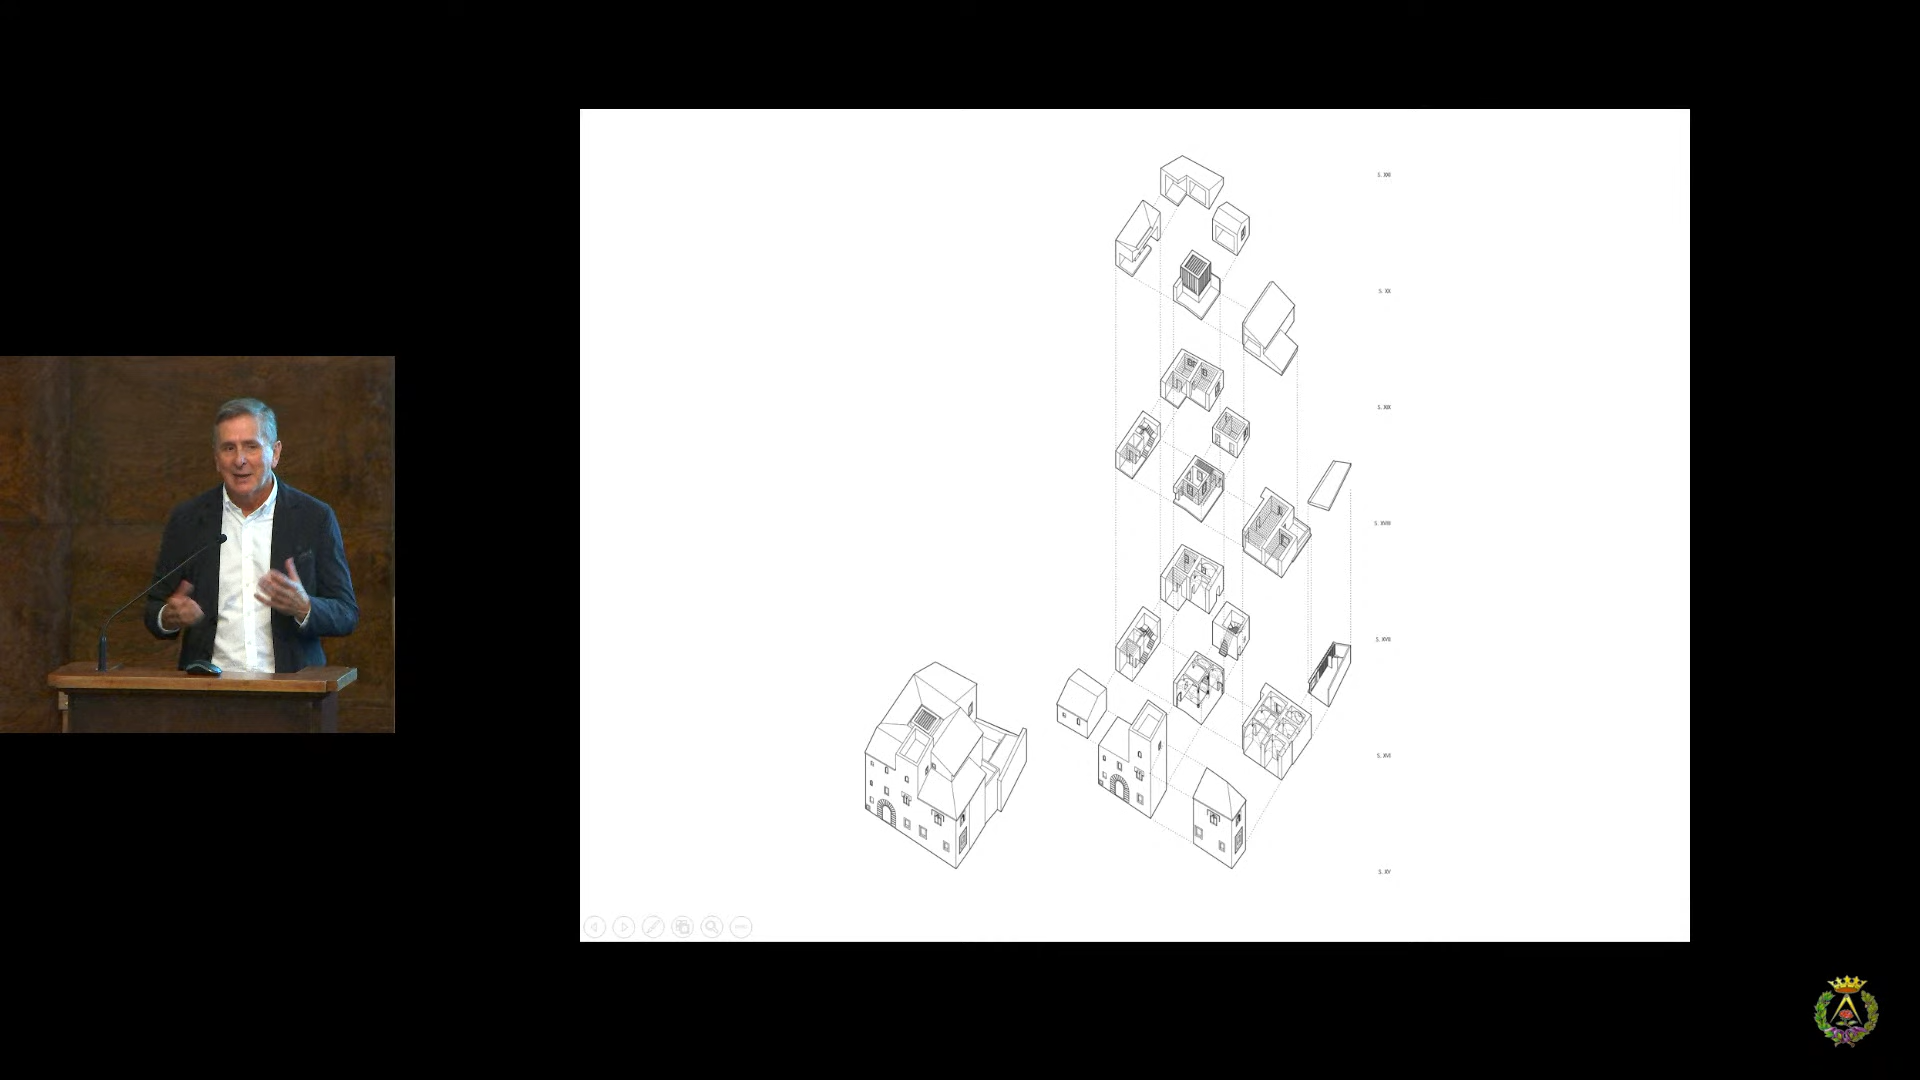 S. XXI
S. XX
S. XIX
S. XVIII
S. XVII
S. XVI
S. XV